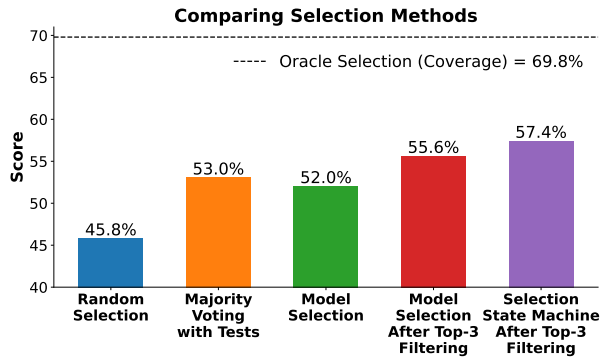 Comparing Selection Methods
70
65
60
55
50
45
40
Score
Oracle Selection (Coverage) = 69.8%
45.8%
53.0%
52.0%
55.6%
57.4%
Random
Selection
Majority
Voting
with Tests
Model
Selection
Model
Selection
After Top-3
Filtering
Selection
State Machine
After Top-3
Filtering